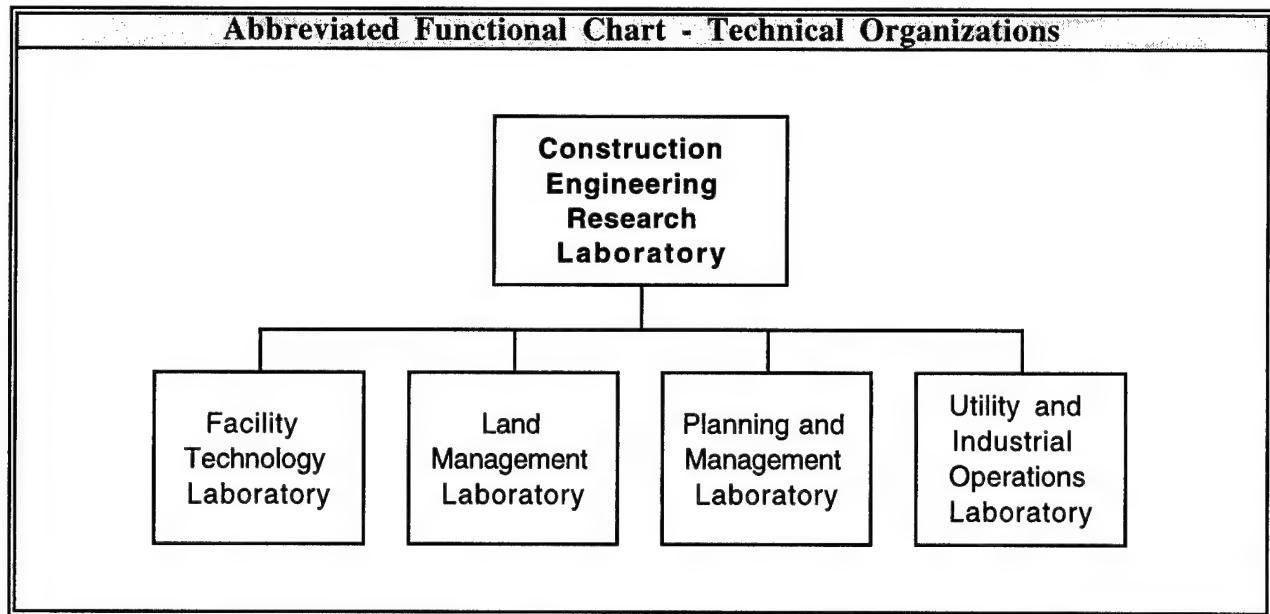 Abbreviated Functional Chart - Technical Organizations
Construction
Engineering
Research
Laboratory
Facility
Technology
Laboratory
Land
Management
Laboratory
Planning and
Management
Laboratory
Utility and
Industrial
Operations
Laboratory